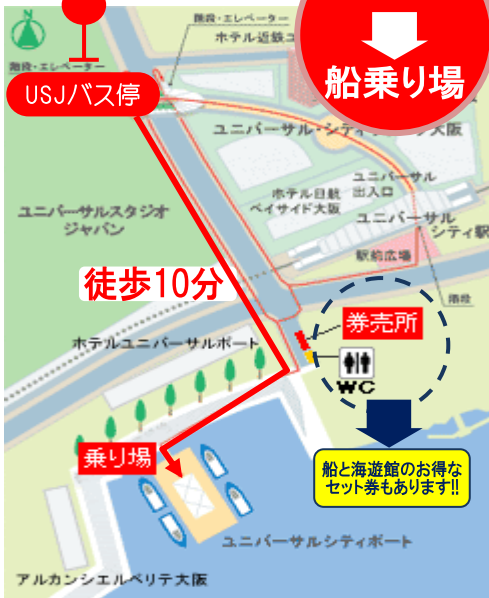 N
階段・エレベーター
ホテル近鉄ユ
船乗り場
階段・エレベーター
USJバス停
ユニバーサル・シティ
大阪
ユニバーサル
出入口
ホテル日航
ベイサイド大阪
ユニバーサル
シティ駅
ユニバーサルスタジオ
ジャパン
駅前広場
階段
徒歩10分
券売所
ホテルユニバーサルポート
WC
乗り場
船と海遊館のお得な
セット券もあります!!
ユニバーサルシティポート
アルカンシエルベリテ大阪